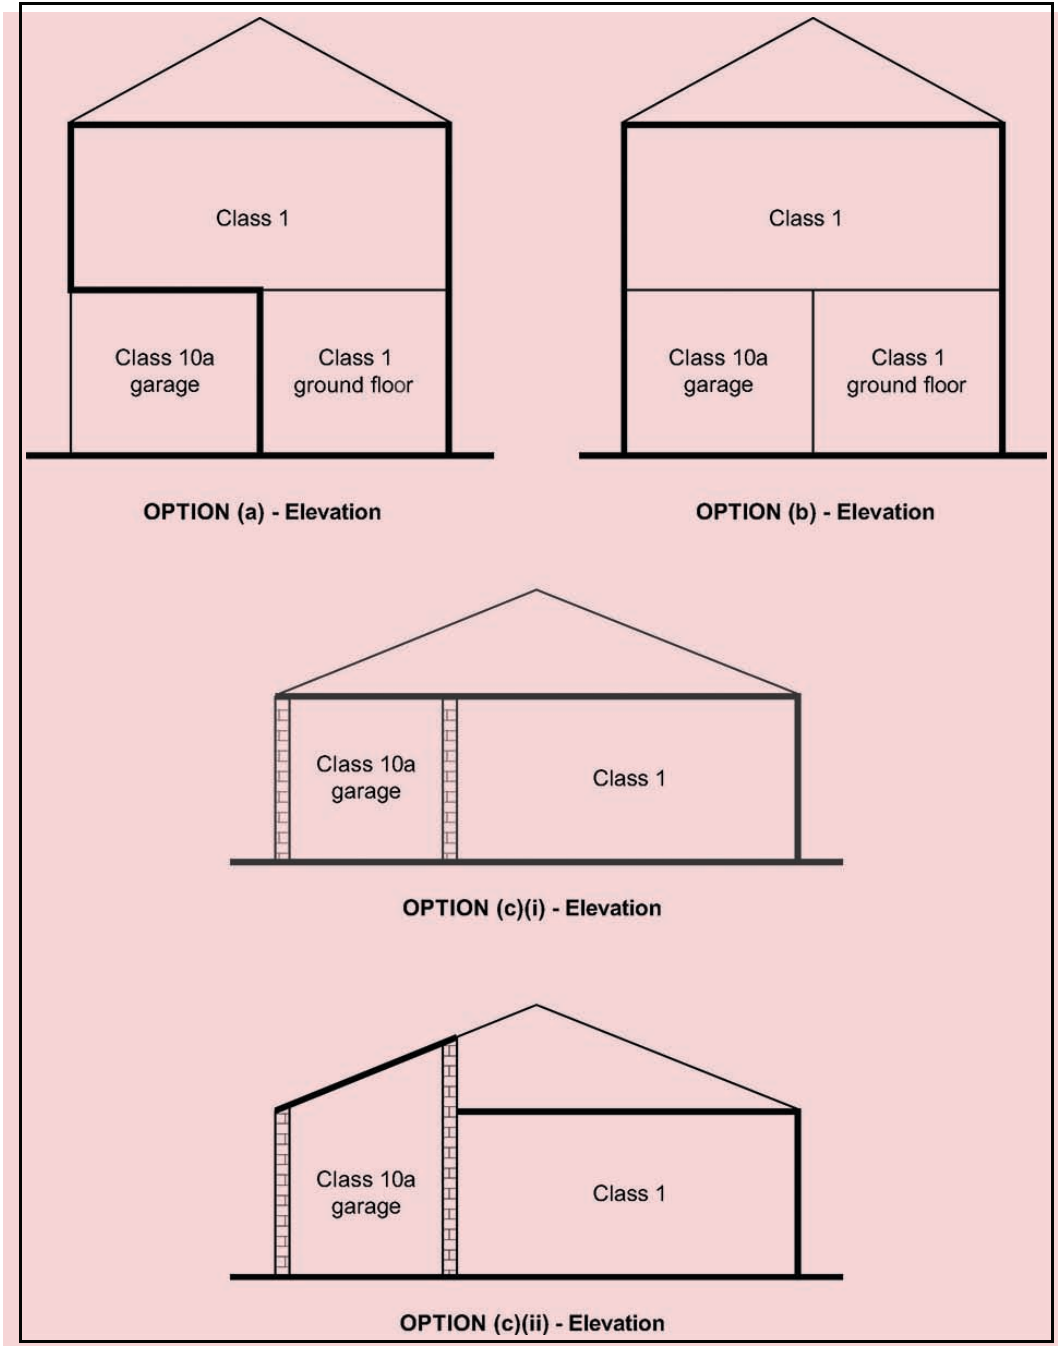 Class 1
Class 10a
garage
Class 1
ground floor
OPTION (a) - Elevation
Class 1
Class 10a
garage
Class 1
ground floor
OPTION (b) - Elevation
Class 10a
garage
Class 1
OPTION (c)(i) - Elevation
Class 10a
garage
Class 1
OPTION (c)(ii) - Elevation